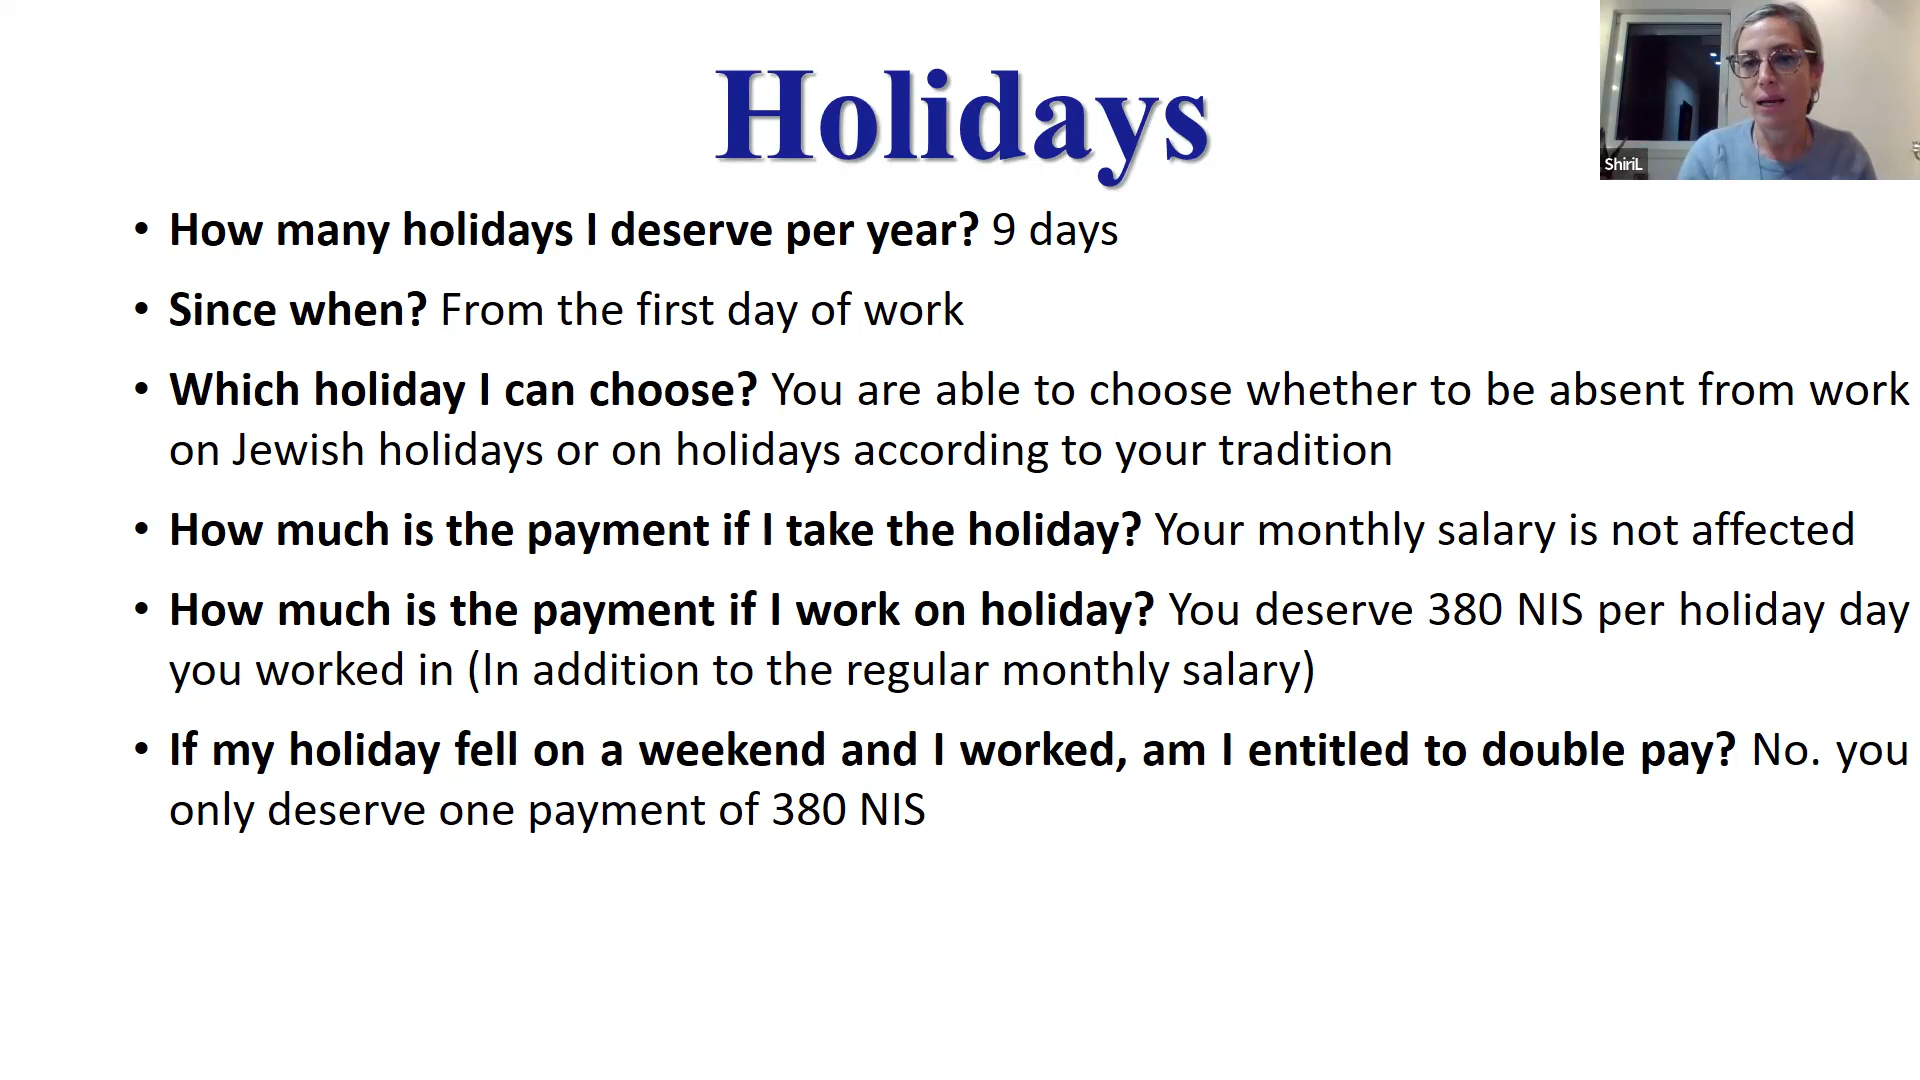 Holidays
ShiriL
• How many holidays I deserve per year? 9 days
• Since when? From the first day of work
• Which holiday I can choose? You are able to choose whether to be absent from work
on Jewish holidays or on holidays according to your tradition
• How much is the payment if I take the holiday? Your monthly salary is not affected
• How much is the payment if I work on holiday? You deserve 380 NIS per holiday day
you worked in (In addition to the regular monthly salary)
• If my holiday fell on a weekend and I worked, am I entitled to double pay? No. you
only deserve one payment of 380 NIS